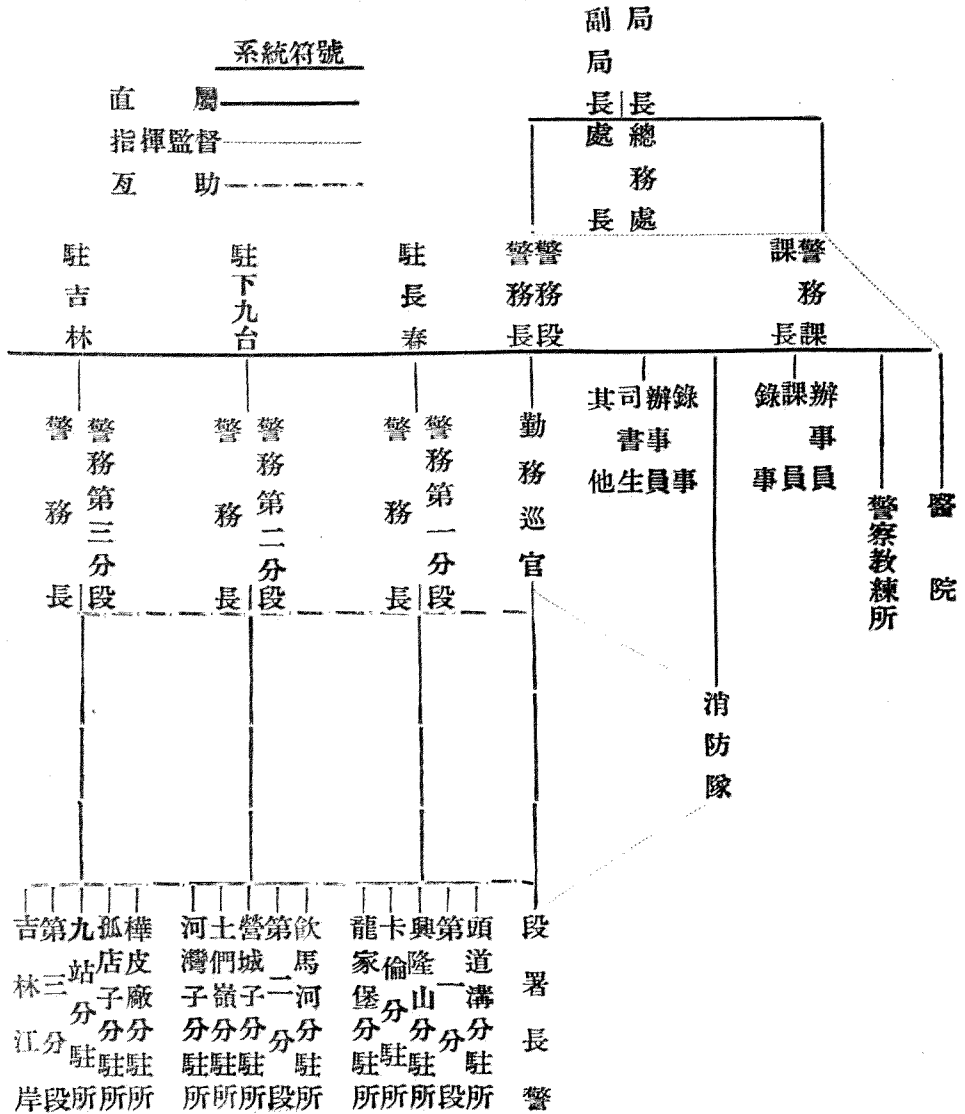 系統符號
直屬
指揮監督
互助
局長
副局長
總務處
處長
警務課
課長
警務段
警務長
駐長春
駐下九台
駐吉林
醫院
警察教練所
辦事員
課員
錄事
錄事
辦事員
司書生
其他
勤務巡官
警務第一分段
警務長
警務第二分段
警務長
警務第三分段
警務長
消防隊
段署長警
頭道溝分駐所
第一分段
興隆山分駐所
卡倫分駐所
龍家堡分駐所
飲馬河分駐所
第二分段
營城子分駐所
土們嶺分駐所
河灣子分駐所
樺皮廠分駐所
孤店子分駐所
九站分駐所
第三分段
吉林江岸